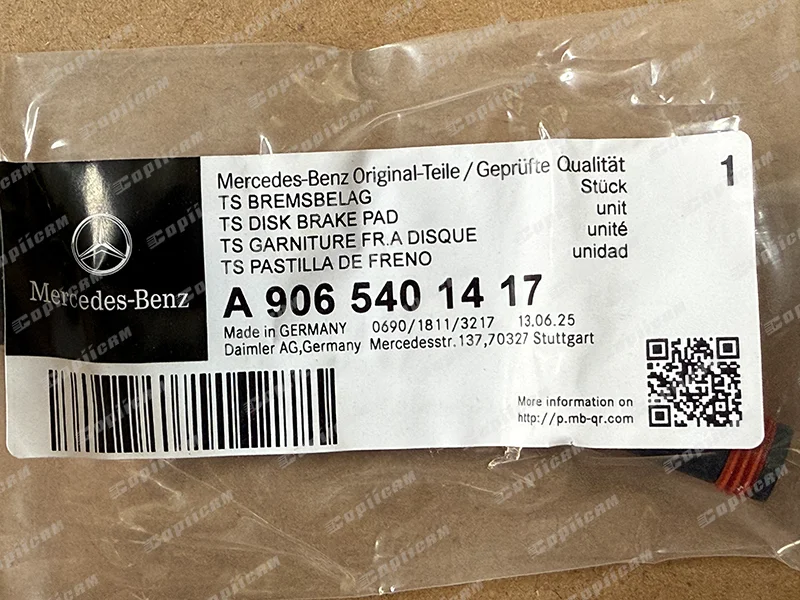 Mercedes-Benz Original-Teile / Geprüfte Qualität
1
TS BREMSBELAG Stück
TS DISK BRAKE PAD unit
TS GARNITURE FR.A DISQUE unité
TS PASTILLA DE FRENO unidad
Mercedes-Benz
A 906 540 14 17
Made in GERMANY 0690/1811/3217 13.06.25
Daimler AG,Germany Mercedesstr.137,70327 Stuttgart
More information on
http://p.mb-qr.com
Copiicam